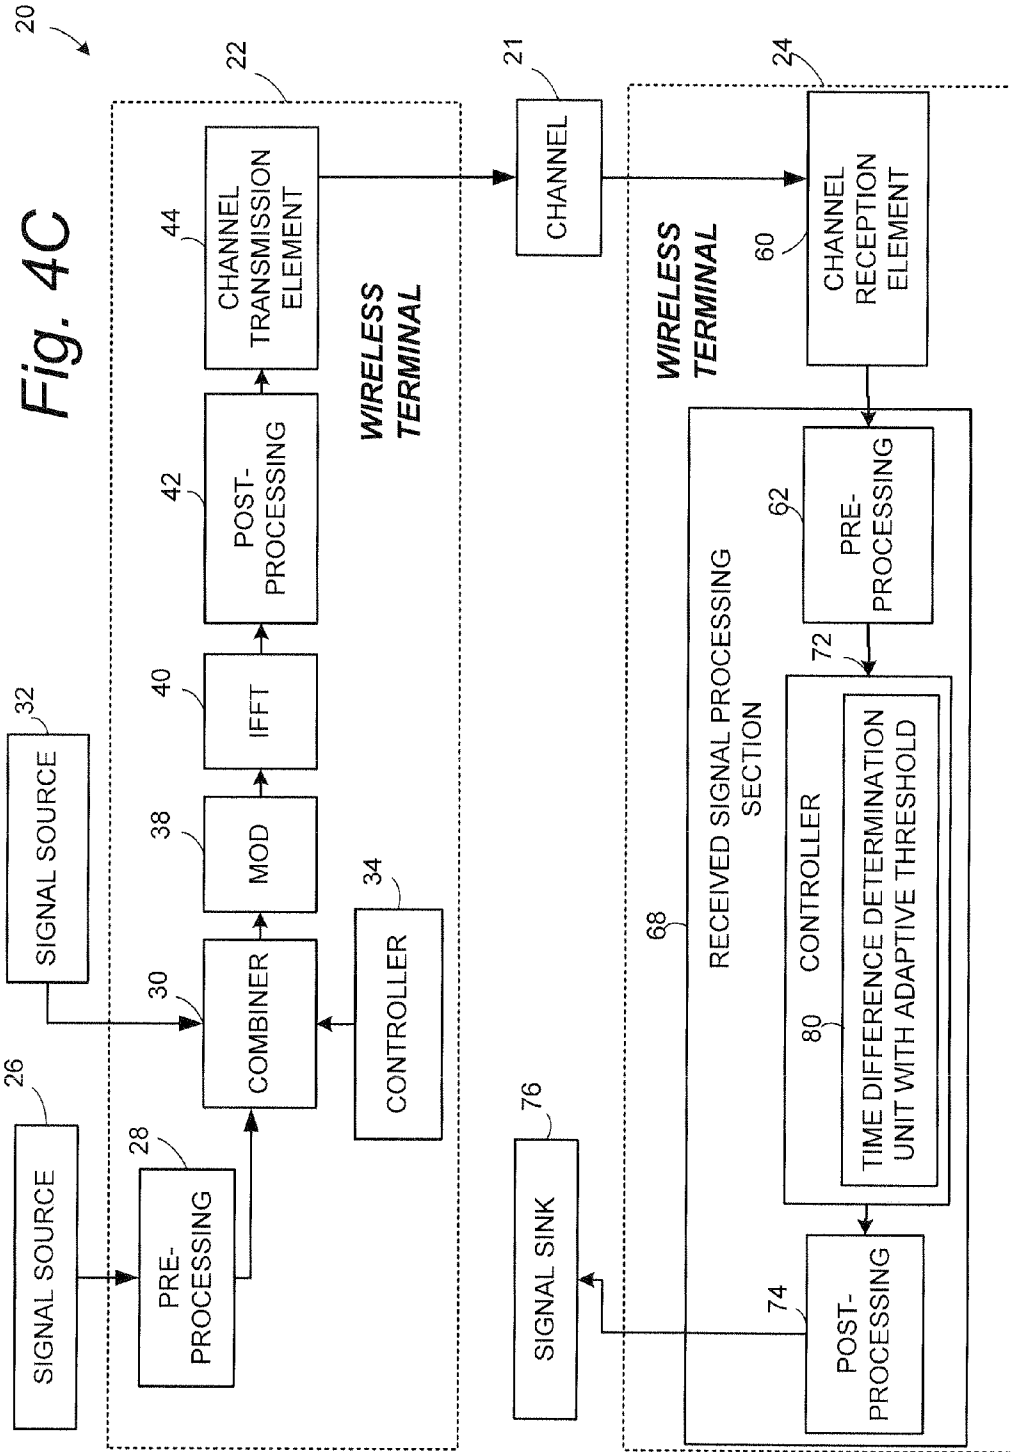 Fig. 4C
20
26
SIGNAL SOURCE
32
SIGNAL SOURCE
22
28
PRE-
PROCESSING
30
COMBINER
34
CONTROLLER
38
MOD
40
IFFT
42
POST-
PROCESSING
44
CHANNEL
TRANSMISSION
ELEMENT
WIRELESS
TERMINAL
21
CHANNEL
24
WIRELESS
TERMINAL
60
CHANNEL
RECEPTION
ELEMENT
68
RECEIVED SIGNAL PROCESSING
SECTION
62
PRE-
PROCESSING
72
CONTROLLER
80
TIME DIFFERENCE DETERMINATION
UNIT WITH ADAPTIVE THRESHOLD
74
POST-
PROCESSING
76
SIGNAL SINK